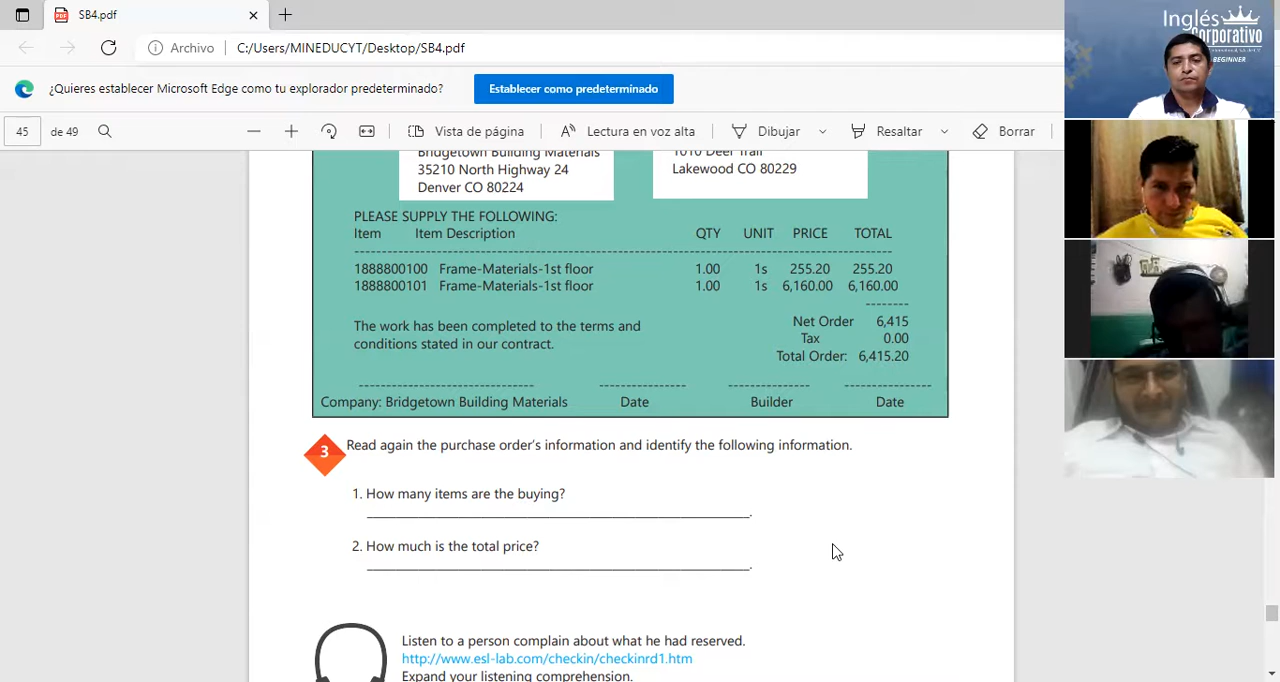 SB4.pdf
Archivo
C:/Users/MINEDUCYT/Desktop/SB4.pdf
¿Quieres establecer Microsoft Edge como tu explorador predeterminado?
Establecer como predeterminado
45 de 49
Vista de página
Lectura en voz alta
Dibujar
Resaltar
Borrar
Inglés
Corporativo
BEGINNER
Bridgetown Building Materials
35210 North Highway 24
Denver CO 80224
1010 Deer Trail
Lakewood CO 80229
PLEASE SUPPLY THE FOLLOWING:
Item Item Description QTY UNIT PRICE TOTAL
1888800100 Frame-Materials-1st floor 1.00 1s 255.20 255.20
1888800101 Frame-Materials-1st floor 1.00 1s 6,160.00 6,160.00
Net Order 6,415
Tax 0.00
Total Order: 6,415.20
The work has been completed to the terms and
conditions stated in our contract.
Company: Bridgetown Building Materials Date Builder Date
3 Read again the purchase order's information and identify the following information.
1. How many items are the buying?
2. How much is the total price?
Listen to a person complain about what he had reserved.
http://www.esl-lab.com/checkin/checkinrd1.htm
Expand your listening comprehension.